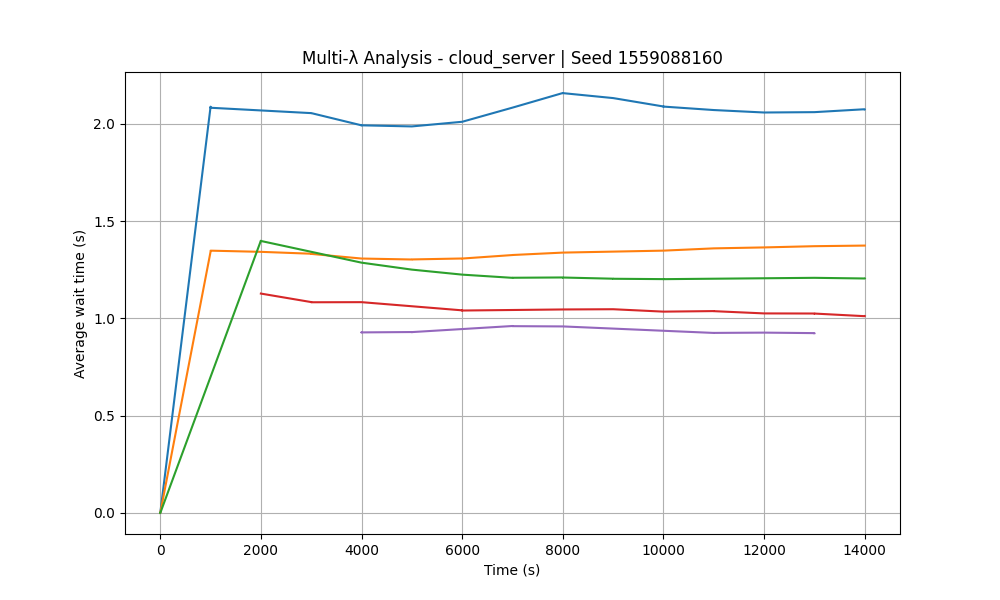 Multi-λ Analysis - cloud_server | Seed 1559088160
Average wait time (s)
2.0
1.5
1.0
0.5
0.0
0 2000 4000 6000 8000 10000 12000 14000
Time (s)